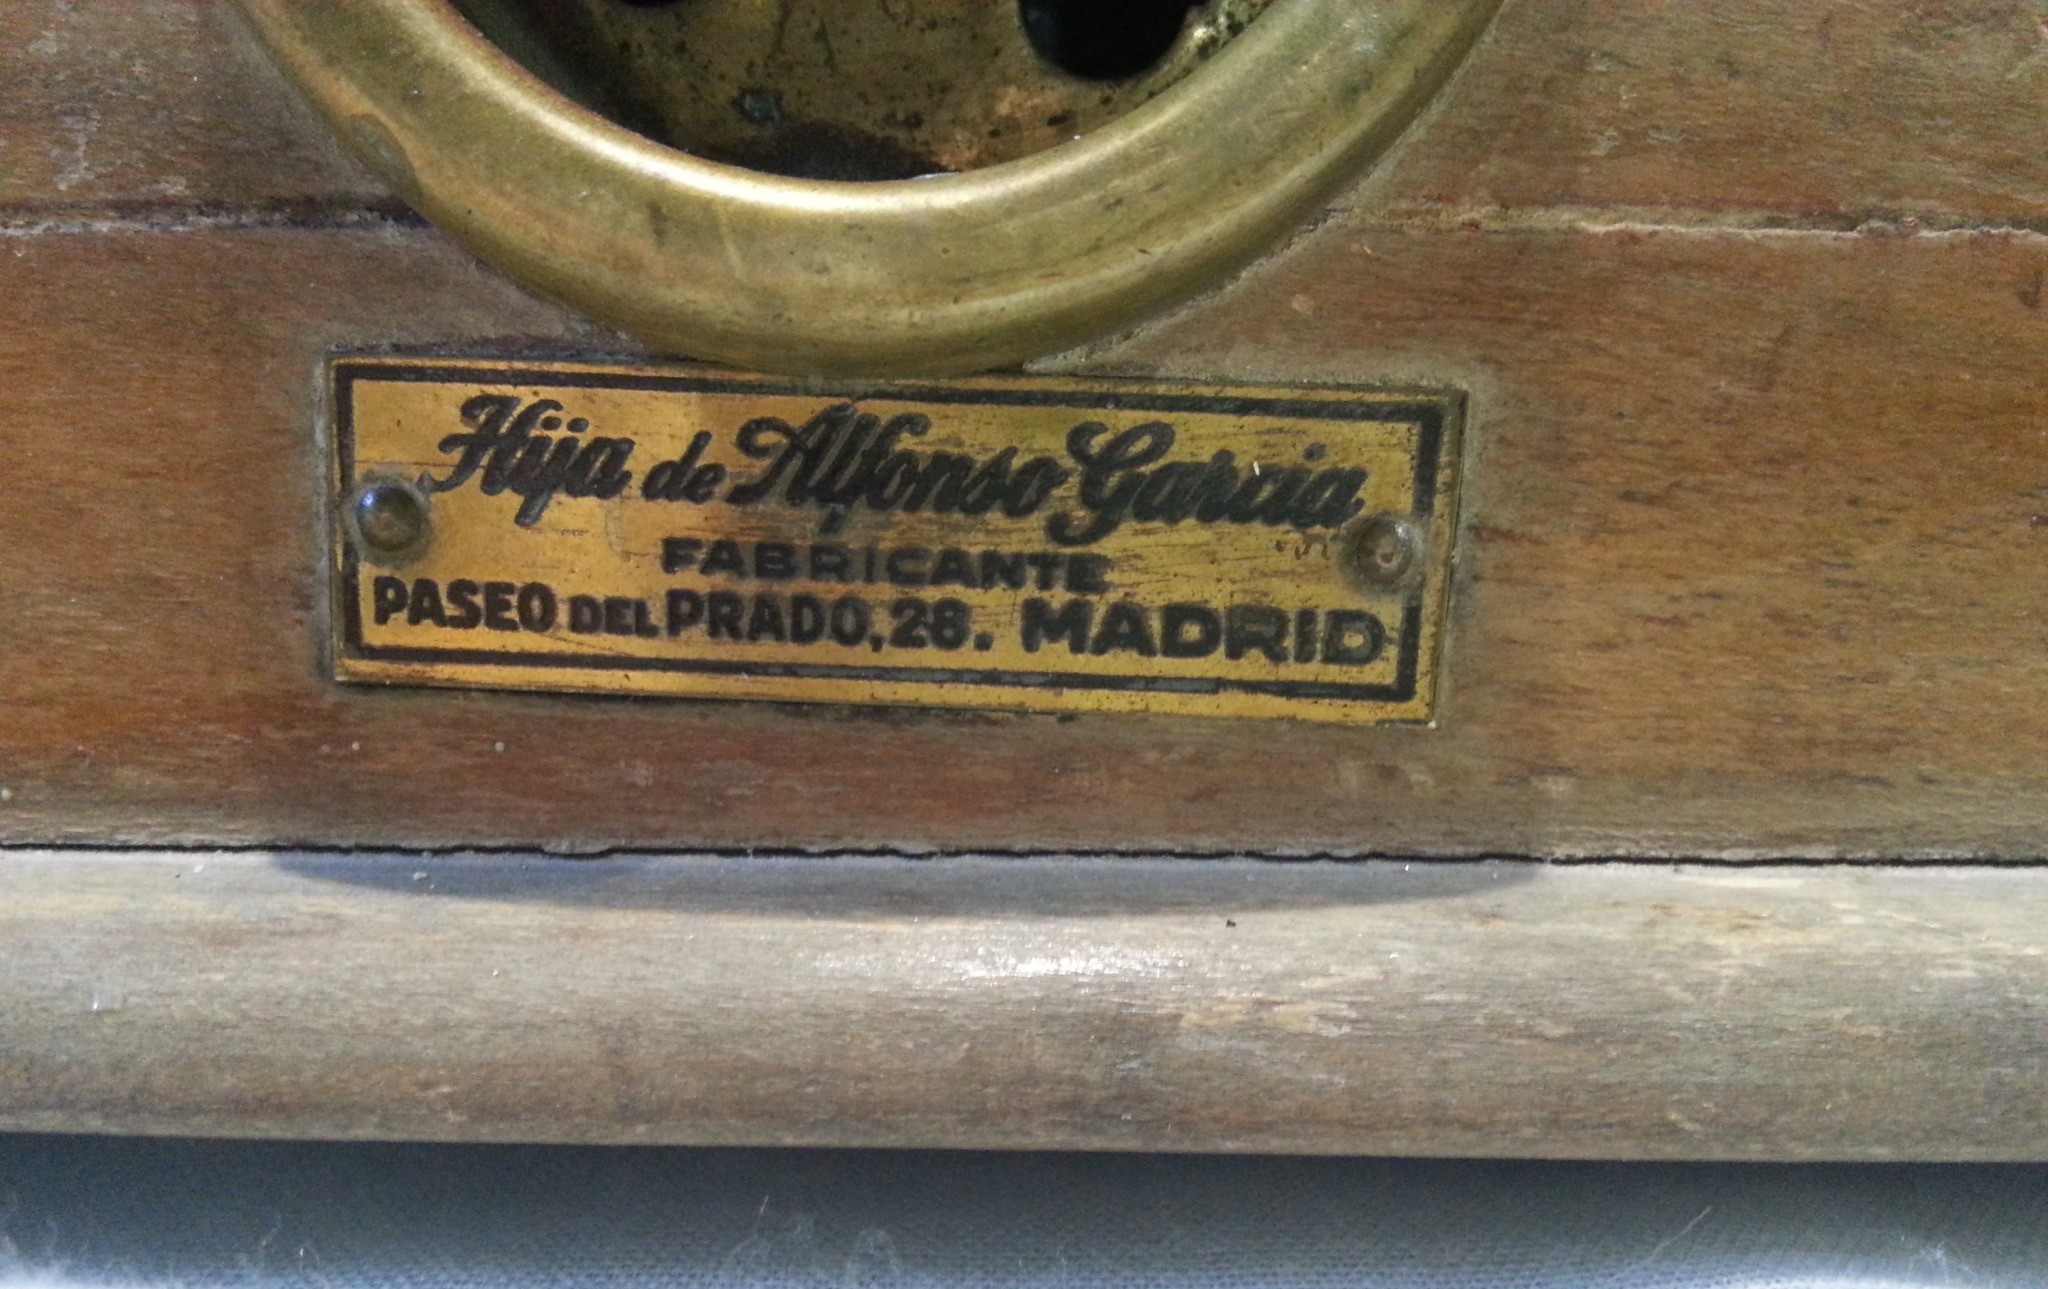 Hija de Alfonso Garcia
FABRICANTE
PASEO DEL PRADO, 28. MADRID